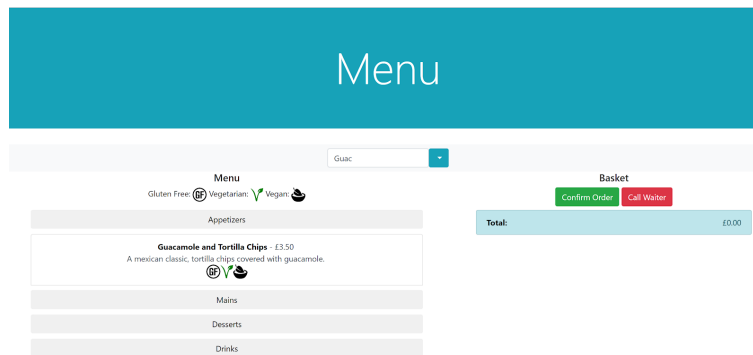 Menu
Guac
Menu
Gluten Free: GF Vegetarian: Vegan:
Appetizers
Guacamole and Tortilla Chips - £3.50
A mexican classic, tortilla chips covered with guacamole.
GF
Mains
Desserts
Drinks
Basket
Confirm Order Call Waiter
Total: £0.00